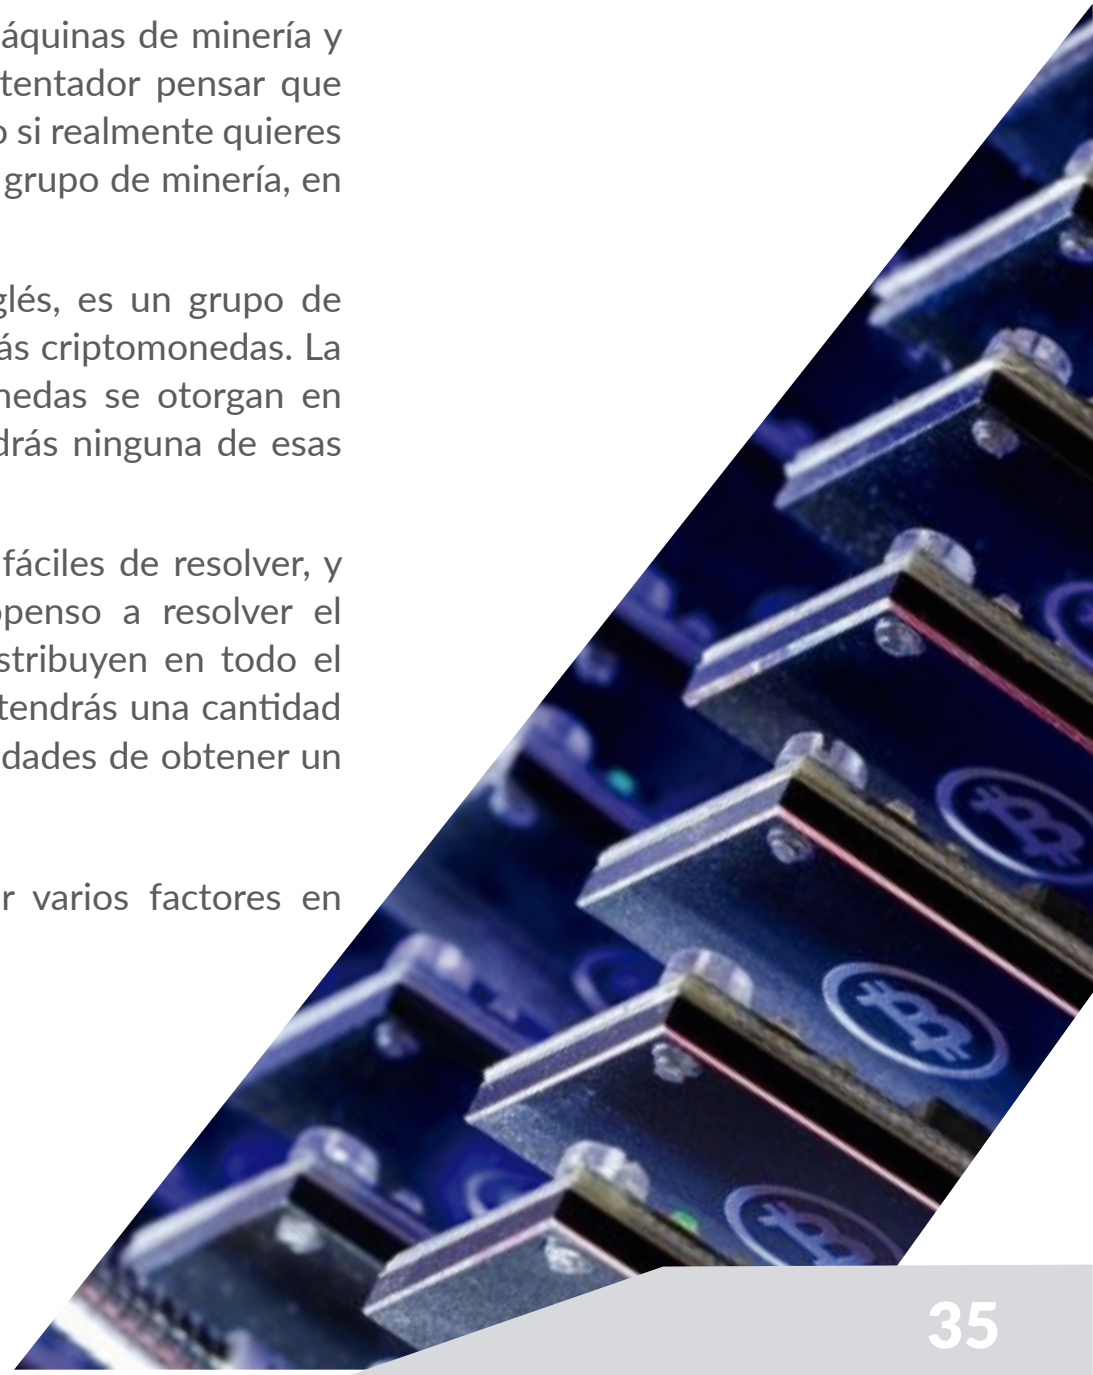 áquinas de minería y
tentador pensar que
o si realmente quieres
grupo de minería, en
glés, es un grupo de
ás criptomonedas. La
nedas se otorgan en
drás ninguna de esas
fáciles de resolver, y
openso a resolver el
stribuyen en todo el
tendrás una cantidad
dades de obtener un
r varios factores en
35